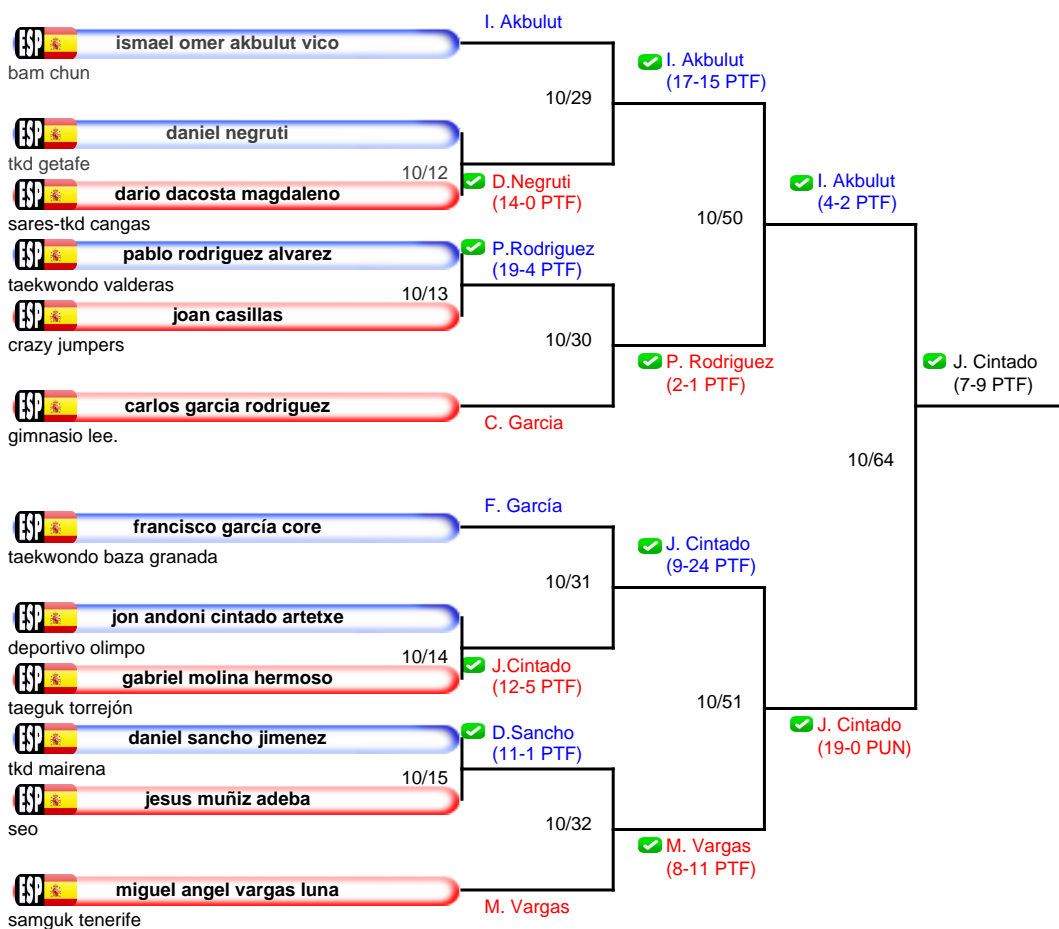 I. Akbulut
ESP ismael omer akbulut vico
bam chun
I. Akbulut
(17-15 PTF)
10/29
ESP daniel negruti
tkd getafe
10/12
D.Negruti
(14-0 PTF)
ESP dario dacosta magdaleno
sares-tkd cangas
I. Akbulut
(4-2 PTF)
10/50
ESP pablo rodriguez alvarez
taekwondo valderas
P.Rodriguez
(19-4 PTF)
10/13
ESP joan casillas
crazy jumpers
10/30
P. Rodriguez
(2-1 PTF)
J. Cintado
(7-9 PTF)
ESP carlos garcia rodriguez
gimnasio lee.
C. Garcia
10/64
F. García
ESP francisco garcía core
taekwondo baza granada
J. Cintado
(9-24 PTF)
10/31
ESP jon andoni cintado artetxe
deportivo olimpo
10/14
J.Cintado
(12-5 PTF)
ESP gabriel molina hermoso
taeguk torrejón
10/51
ESP daniel sancho jimenez
tkd mairena
D.Sancho
(11-1 PTF)
J. Cintado
(19-0 PUN)
10/15
ESP jesus muñiz adeba
seo
10/32
M. Vargas
(8-11 PTF)
ESP miguel angel vargas luna
samguk tenerife
M. Vargas